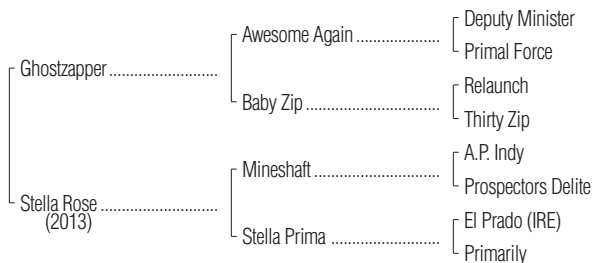 Deputy Minister
Awesome Again ....................
Primal Force
Ghostzapper ..........................
Relaunch
Baby Zip ................................
Thirty Zip
A.P. Indy
Mineshaft ..............................
Prospectors Delite
Stella Rose ............................
(2013)
El Prado (IRE)
Stella Prima ..........................
Primarily